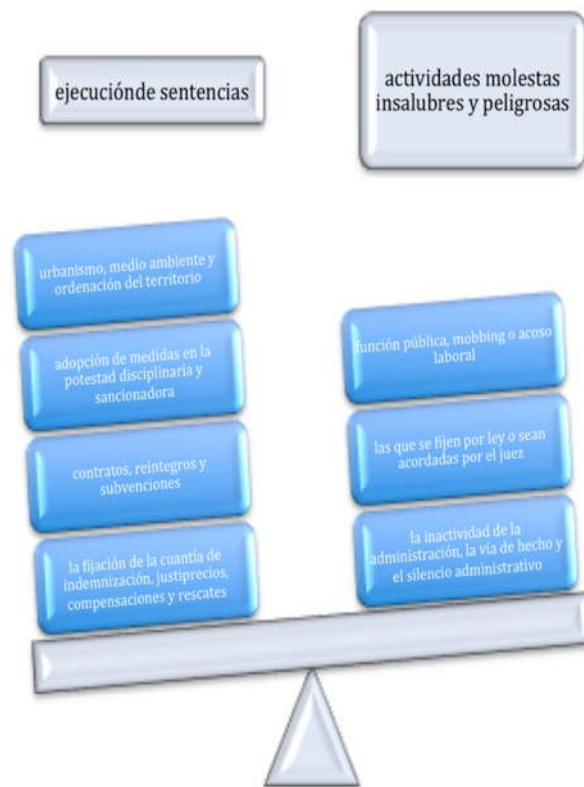 ejecuciónde sentencias
actividades molestas
insalubres y peligrosas
urbanismo, medio ambiente y
ordenación del territorio
adopción de medidas en la
potestad disciplinaria y
sancionadora
contratos, reintegros y
subvenciones
la fijación de la cuantía de
indemnización, justiprecios,
compensaciones y rescates
función pública, mobbing o acoso
laboral
las que se fijen por ley o sean
acordadas por el juez
la inactividad de la
administración, la vía de hecho y
el silencio administrativo